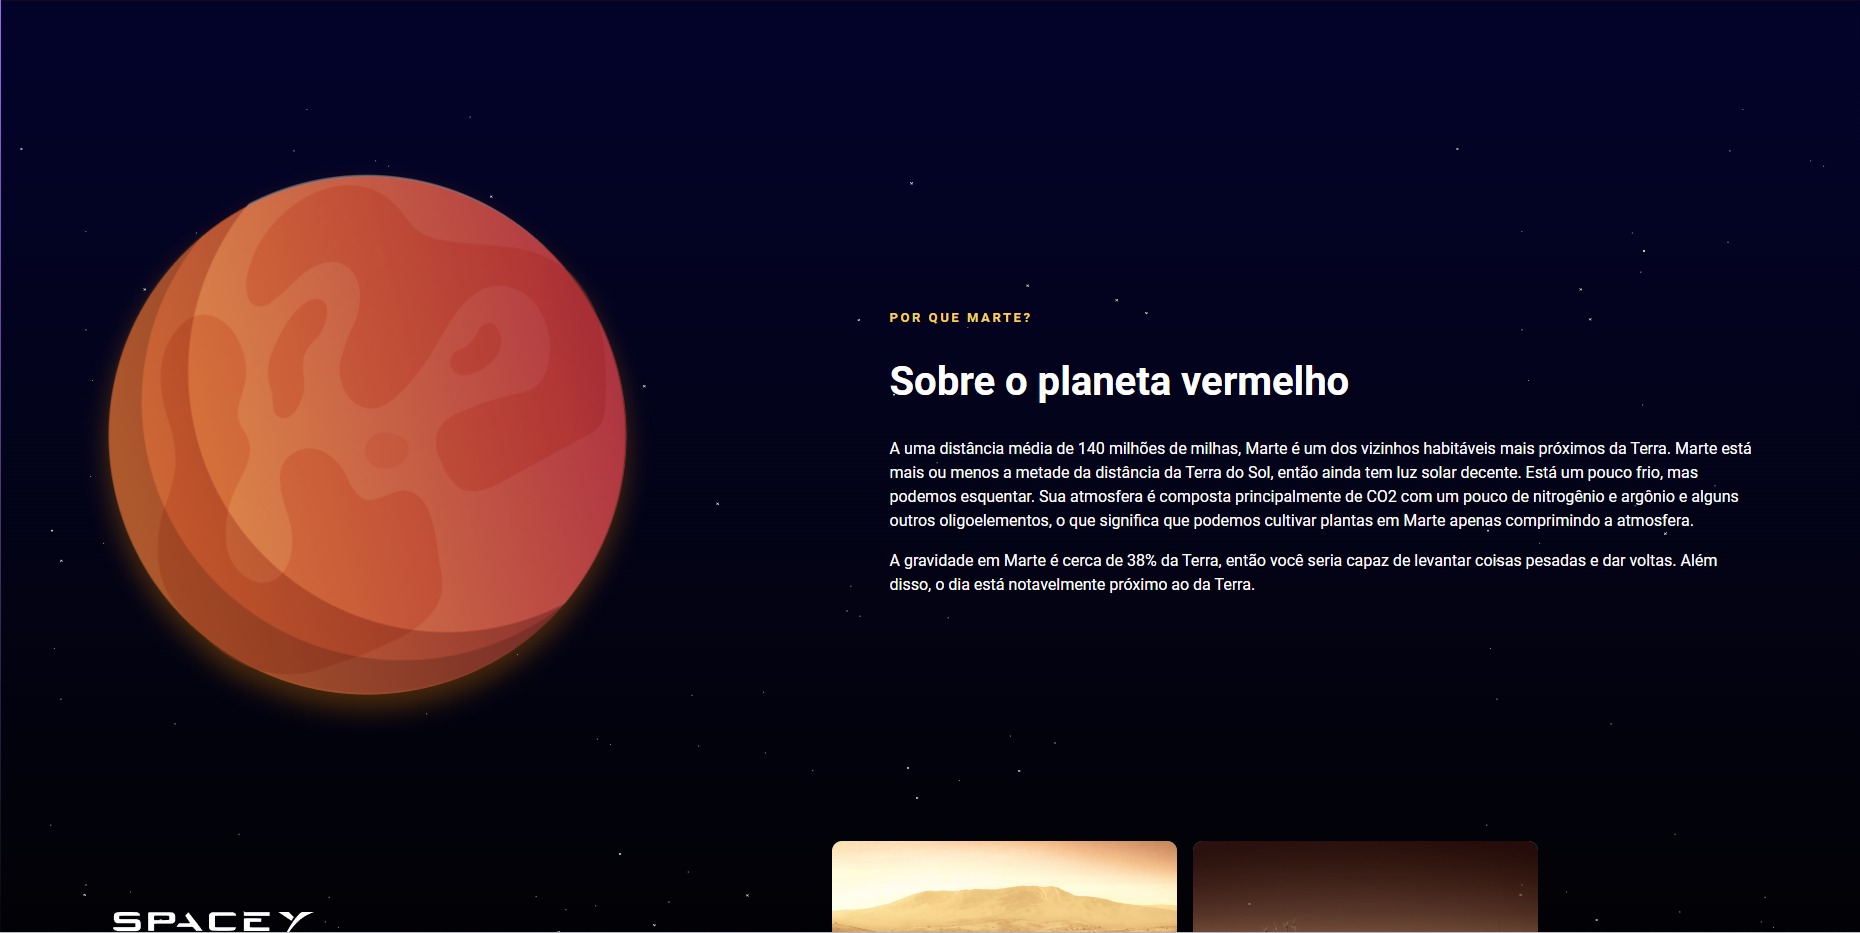 POR QUE MARTE?
Sobre o planeta vermelho
A uma distância média de 140 milhões de milhas, Marte é um dos vizinhos habitáveis mais próximos da Terra. Marte está
mais ou menos a metade da distância da Terra do Sol, então ainda tem luz solar decente. Está um pouco frio, mas
podemos esquentar. Sua atmosfera é composta principalmente de CO2 com um pouco de nitrogênio e argônio e alguns
outros oligoelementos, o que significa que podemos cultivar plantas em Marte apenas comprimindo a atmosfera.
A gravidade em Marte é cerca de 38% da Terra, então você seria capaz de levantar coisas pesadas e dar voltas. Além
disso, o dia está notavelmente próximo ao da Terra.
SPACEY